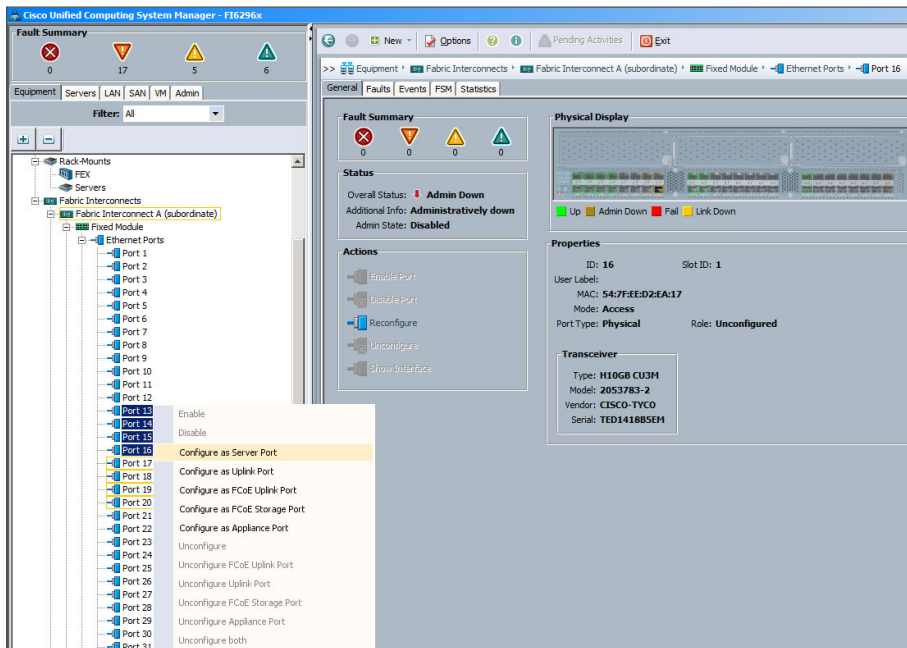 Cisco Unified Computing System Manager - FI6296x
Fault Summary
0 17 5 6
Equipment Servers LAN SAN VM Admin
Filter: All
Rack-Mounts
FEX
Servers
Fabric Interconnects
Fabric Interconnect A (subordinate)
Fixed Module
Ethernet Ports
Port 1
Port 2
Port 3
Port 4
Port 5
Port 6
Port 7
Port 8
Port 9
Port 10
Port 11
Port 12
Port 13
Port 14
Port 15
Port 16
Port 17
Port 18
Port 19
Port 20
Port 21
Port 22
Port 23
Port 24
Port 25
Port 26
Port 27
Port 28
Port 29
Port 30
Port 31
Enable
Disable
Configure as Server Port
Configure as Uplink Port
Configure as FCoE Uplink Port
Configure as FCoE Storage Port
Configure as Appliance Port
Unconfigure
Unconfigure FCoE Uplink Port
Unconfigure Uplink Port
Unconfigure FCoE Storage Port
Unconfigure Appliance Port
Unconfigure both
New Options Pending Activities Exit
>> Equipment Fabric Interconnects Fabric Interconnect A (subordinate) Fixed Module Ethernet Ports Port 16
General Faults Events FSM Statistics
Fault Summary
0 0 0 0
Status
Overall Status: Admin Down
Additional Info: Administratively down
Admin State: Disabled
Actions
Enable Port
Disable Port
Reconfigure
Unconfigure
Show Interface
Physical Display
Up Admin Down Fail Link Down
Properties
ID: 16 Slot ID: 1
User Label:
MAC: 54:7F:EE:D2:EA:17
Mode: Access
Port Type: Physical Role: Unconfigured
Transceiver
Type: H10GB CU3M
Model: 2053783-2
Vendor: CISCO-TYCO
Serial: TED1418B5EM